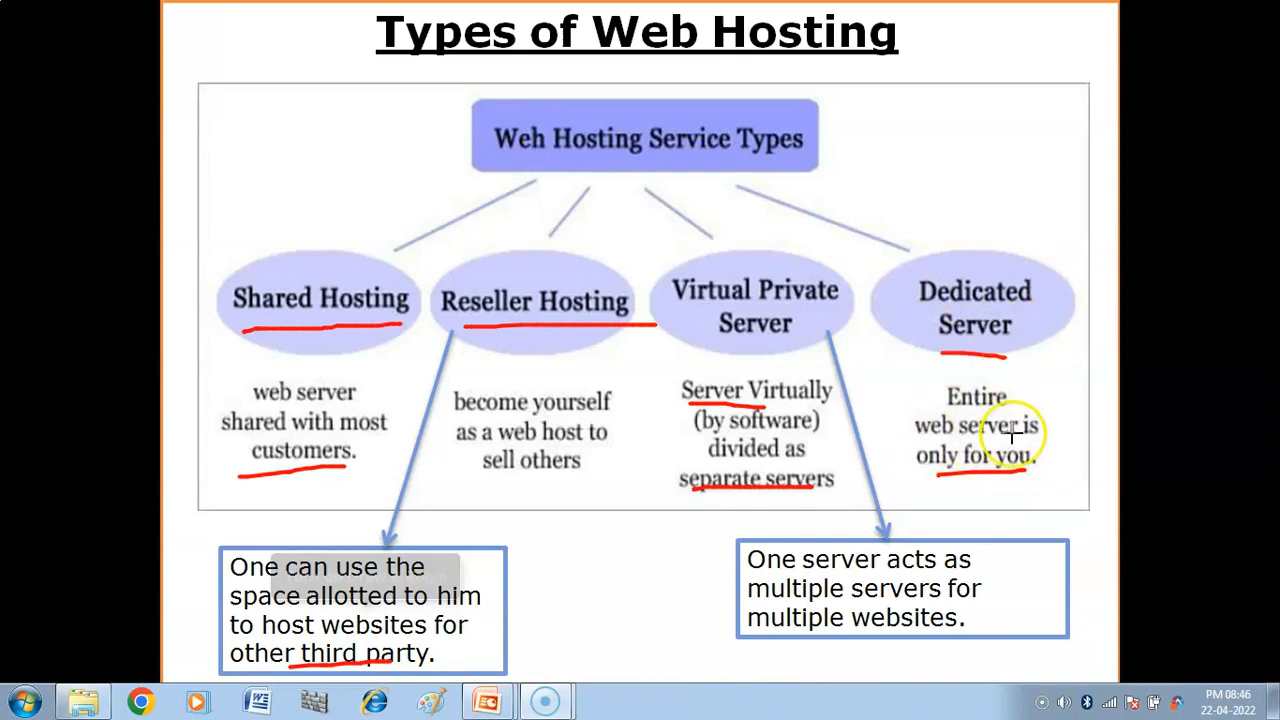 Types of Web Hosting
Weh Hosting Service Types
Shared Hosting
Reseller Hosting
Virtual Private
Server
Dedicated
Server
web server
shared with most
customers.
become yourself
as a web host to
sell others
Server Virtually
(by software)
divided as
separate servers
Entire
web server is
only for you.
One can use the
space allotted to him
to host websites for
other third party.
One server acts as
multiple servers for
multiple websites.
PM 08:46
22-04-2022